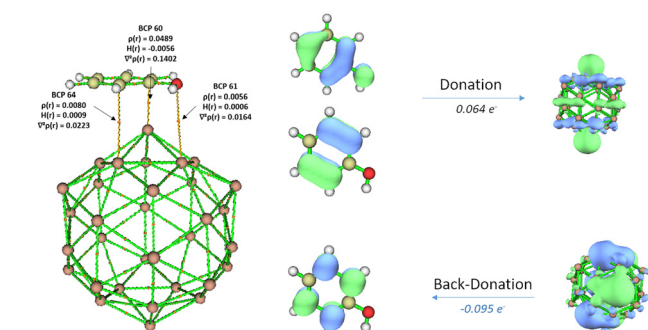 BCP 60
ρ(r) = 0.0489
H(r) = -0.0056
∇²ρ(r) = 0.1402
BCP 64
ρ(r) = 0.0080
H(r) = 0.0009
∇²ρ(r) = 0.0223
BCP 61
ρ(r) = 0.0056
H(r) = 0.0006
∇²ρ(r) = 0.0164
Donation
0.064 e⁻
Back-Donation
-0.095 e⁻